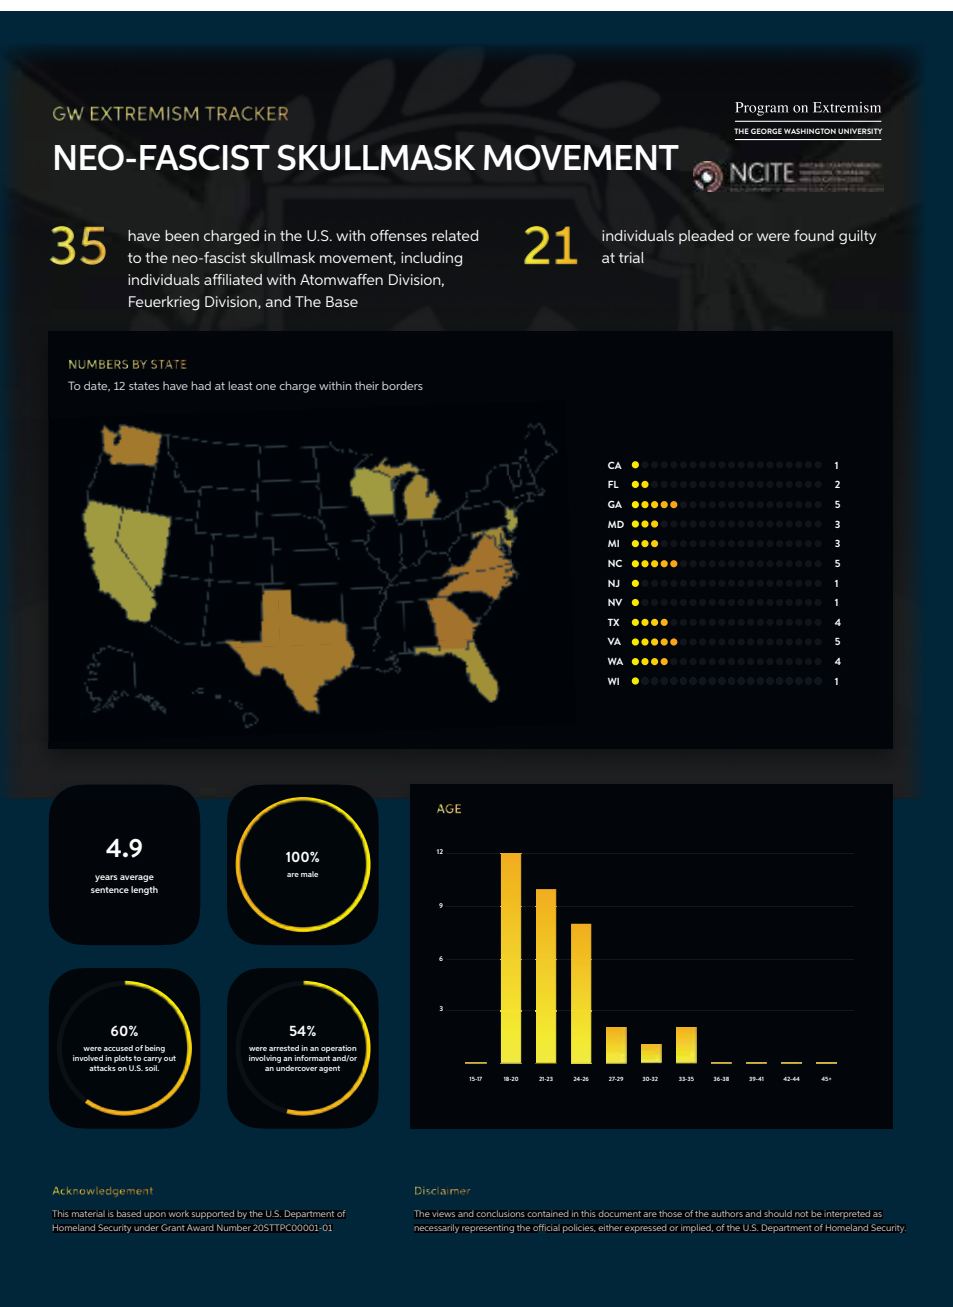 GW EXTREMISM TRACKER
NEO-FASCIST SKULLMASK MOVEMENT
Program on Extremism
THE GEORGE WASHINGTON UNIVERSITY
NCITE
35
have been charged in the U.S. with offenses related
to the neo-fascist skullmask movement, including
individuals affiliated with Atomwaffen Division,
Feuerkrieg Division, and The Base
21
individuals pleaded or were found guilty
at trial
NUMBERS BY STATE
To date, 12 states have had at least one charge within their borders
CA 1
FL 2
GA 5
MD 3
MI 3
NC 5
NJ 1
NV 1
TX 4
VA 5
WA 4
WI 1
4.9
years average
sentence length
100%
are male
60%
were accused of being
involved in plots to carry out
attacks on U.S. soil.
54%
were arrested in an operation
involving an informant and/or
an undercover agent
AGE
12
9
6
3
15-17 18-20 21-23 24-26 27-29 30-32 33-35 36-38 39-41 42-44 45+
Acknowledgement
This material is based upon work supported by the U.S. Department of
Homeland Security under Grant Award Number 20STTPC00001-01
Disclaimer
The views and conclusions contained in this document are those of the authors and should not be interpreted as
necessarily representing the official policies, either expressed or implied, of the U.S. Department of Homeland Security.